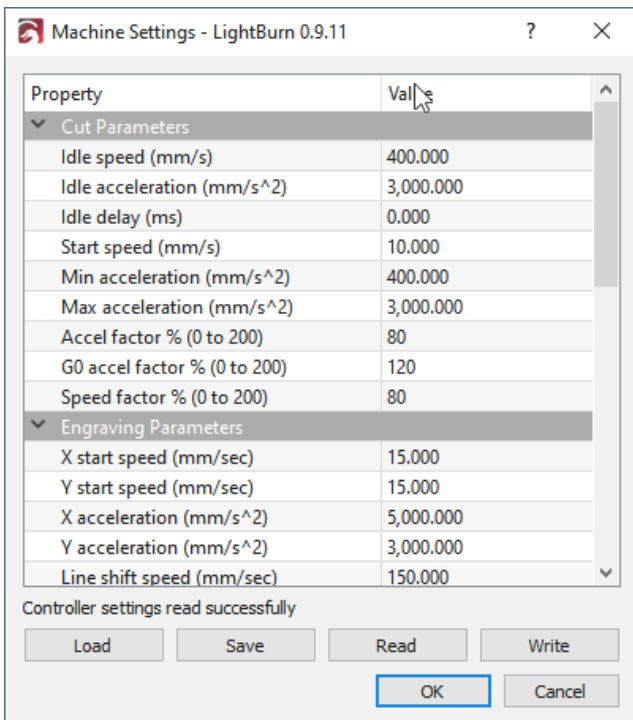 Machine Settings - LightBurn 0.9.11 ?
Property Value
Cut Parameters
Idle speed (mm/s) 400.000
Idle acceleration (mm/s^2) 3,000.000
Idle delay (ms) 0.000
Start speed (mm/s) 10.000
Min acceleration (mm/s^2) 400.000
Max acceleration (mm/s^2) 3,000.000
Accel factor % (0 to 200) 80
G0 accel factor % (0 to 200) 120
Speed factor % (0 to 200) 80
Engraving Parameters
X start speed (mm/sec) 15.000
Y start speed (mm/sec) 15.000
X acceleration (mm/s^2) 5,000.000
Y acceleration (mm/s^2) 3,000.000
Line shift speed (mm/sec) 150.000
Controller settings read successfully
Load Save Read Write
OK Cancel